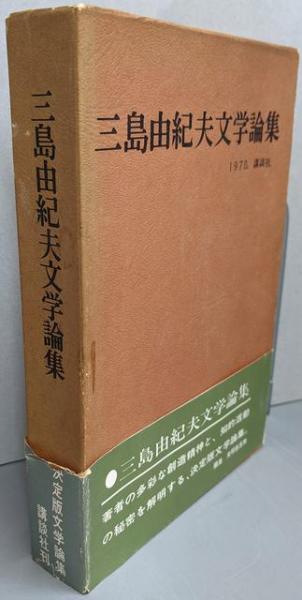 三島由紀夫文学論集
三島由紀夫文学論集
1970. 講談社
●三島由紀夫文学論集
著者の多彩な創造精神と、知的活動
の秘密を解明する、決定版文学論集。
決定版文学論集
講談社刊